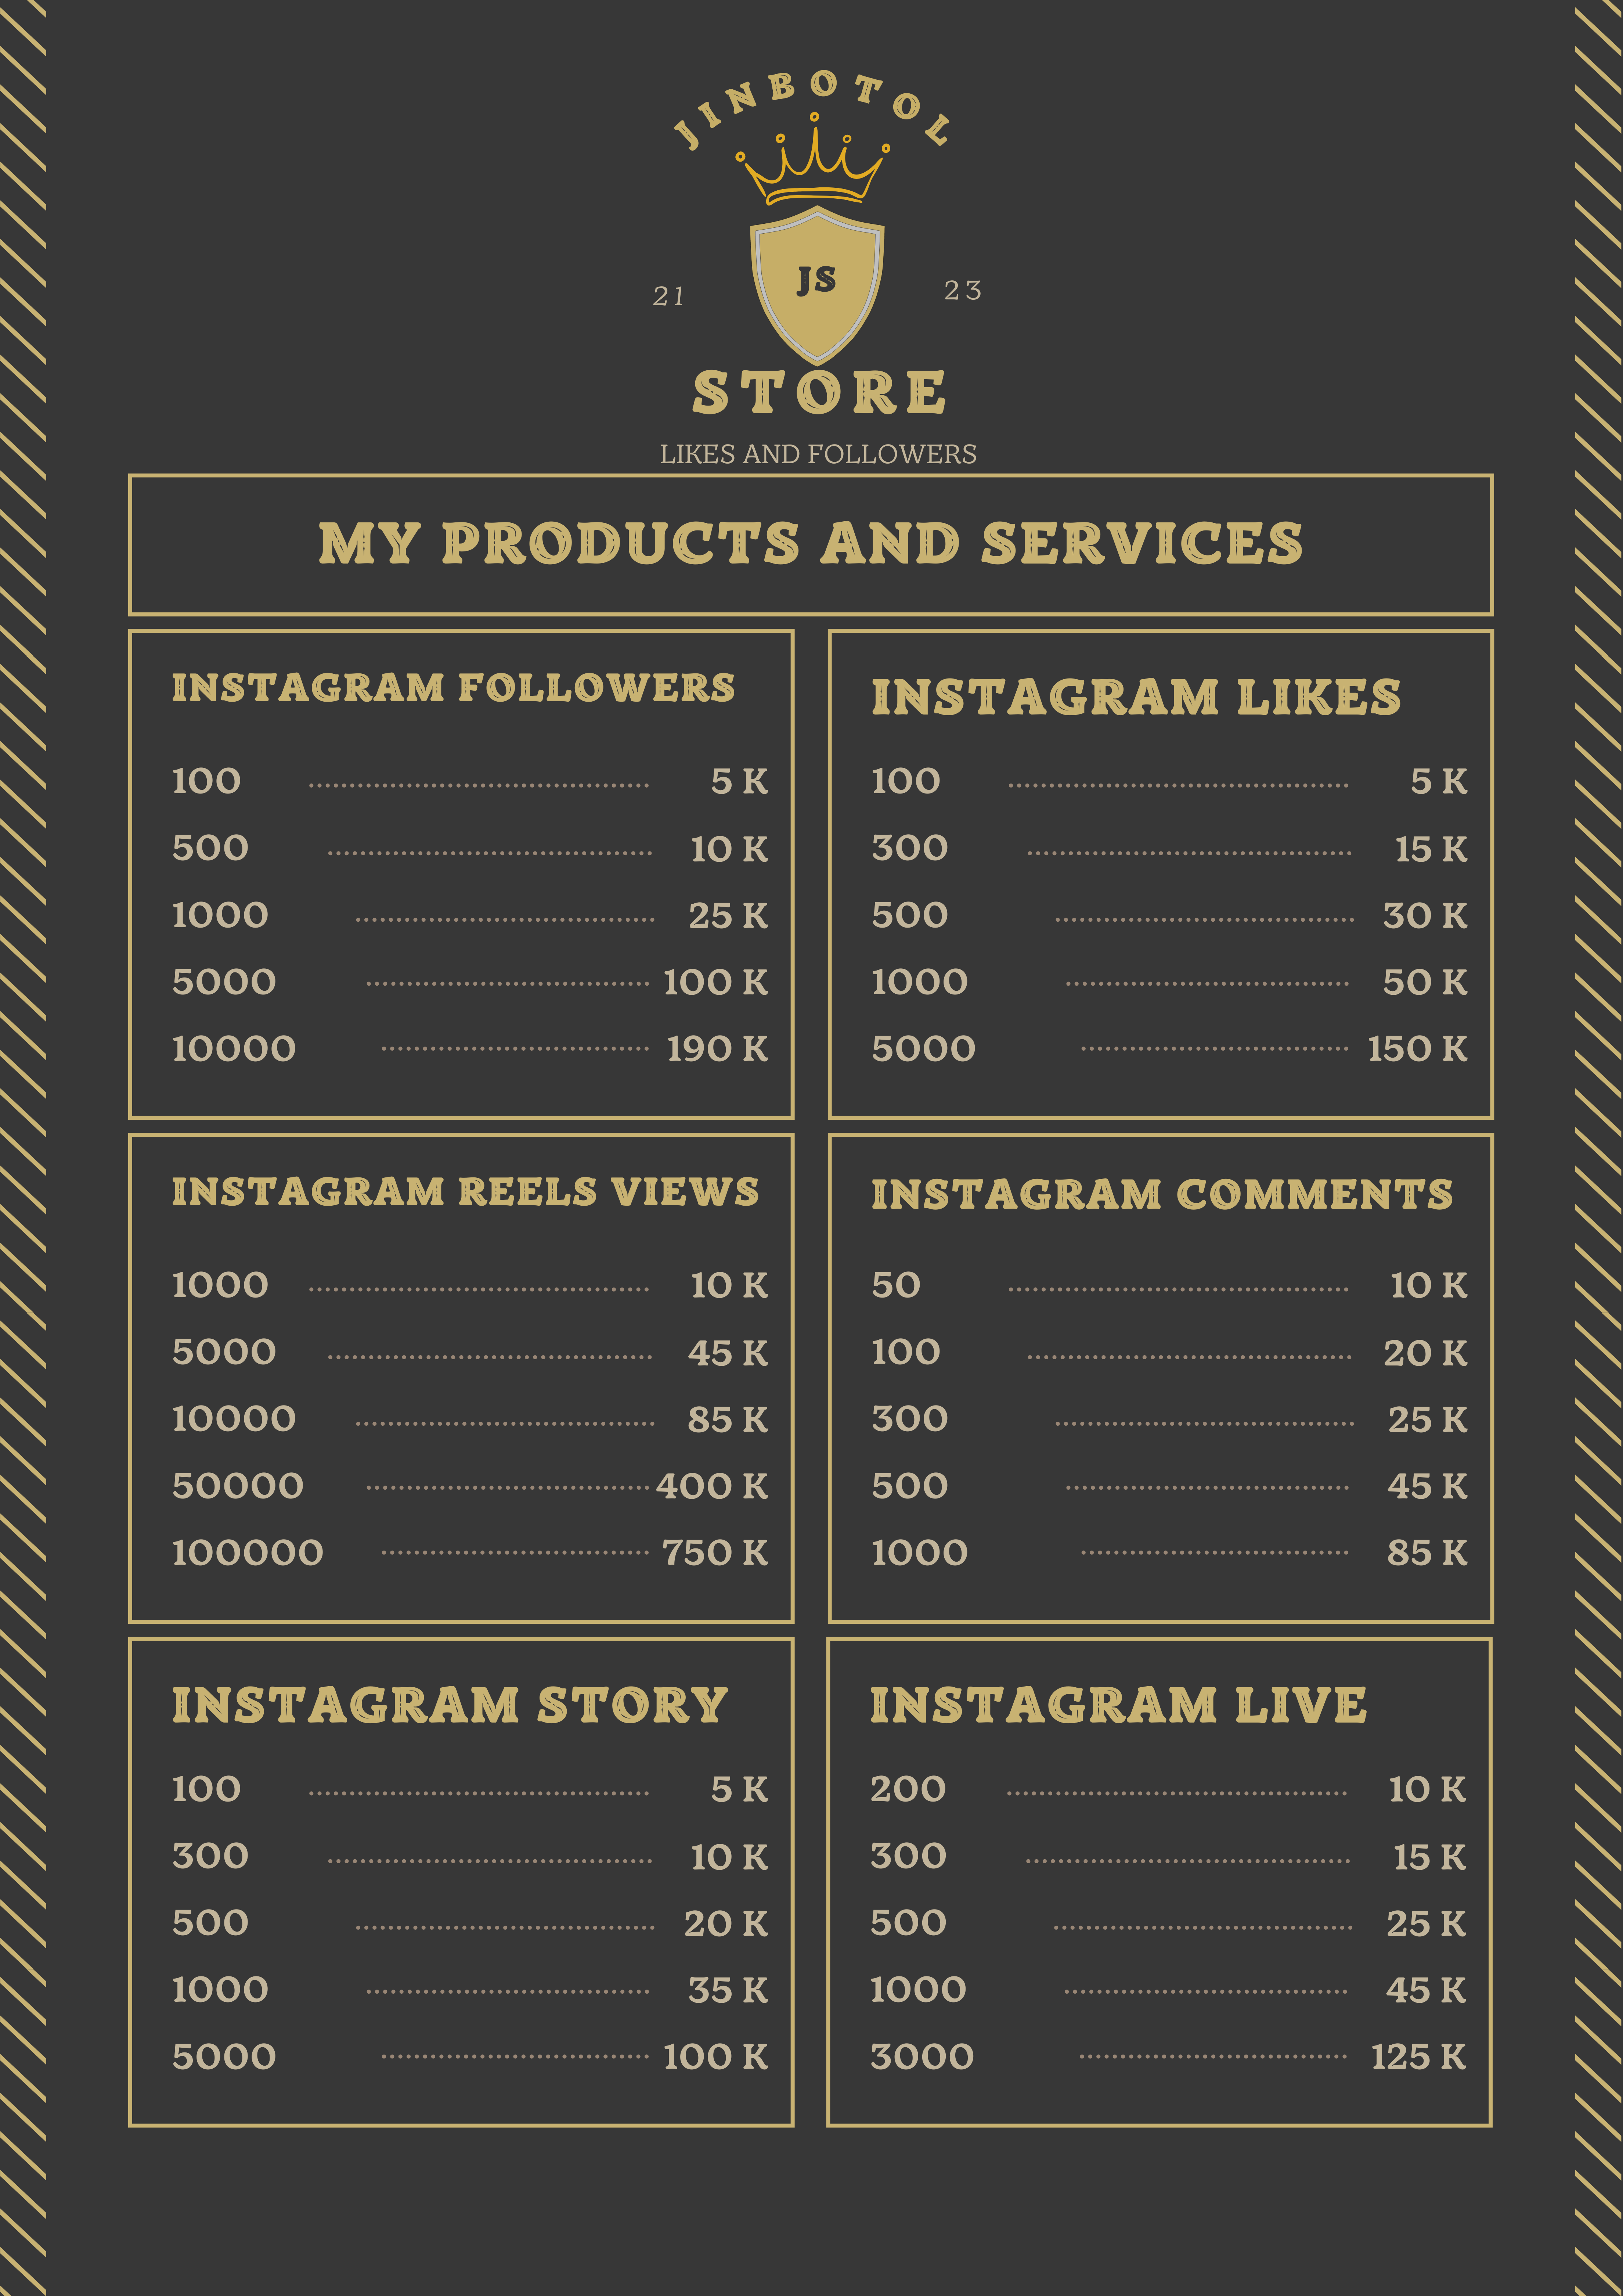 JINBOTOL
JS
21
23
STORE
LIKES AND FOLLOWERS
MY PRODUCTS AND SERVICES
INSTAGRAM FOLLOWERS
100 5 K
500 10 K
1000 25 K
5000 100 K
10000 190 K
INSTAGRAM LIKES
100 5 K
300 15 K
500 30 K
1000 50 K
5000 150 K
INSTAGRAM REELS VIEWS
1000 10 K
5000 45 K
10000 85 K
50000 400 K
100000 750 K
INSTAGRAM COMMENTS
50 10 K
100 20 K
300 25 K
500 45 K
1000 85 K
INSTAGRAM STORY
100 5 K
300 10 K
500 20 K
1000 35 K
5000 100 K
INSTAGRAM LIVE
200 10 K
300 15 K
500 25 K
1000 45 K
3000 125 K